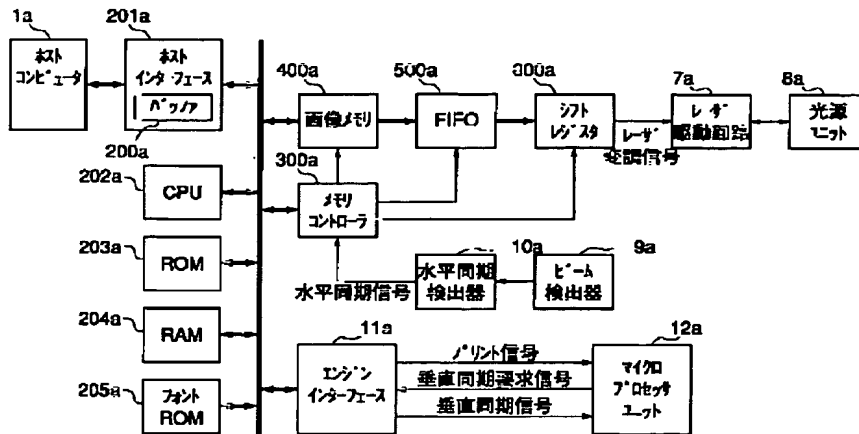 1a
201a
ホスト
コンピュータ
ホスト
インターフェース
バッファ
200a
400a
500a
600a
7a
8a
画像メモリ
FIFO
シフト
レジスタ
レーザ
駆動回路
光源
ユニット
レーザ
変調信号
300a
メモリ
コントローラ
202a
CPU
203a
ROM
10a
9a
水平同期信号
水平同期
検出器
ビーム
検出器
204a
RAM
11a
12a
エンジン
インターフェース
プリント信号
垂直同期要求信号
垂直同期信号
マイクロ
プロセッサ
ユニット
205a
フォント
ROM